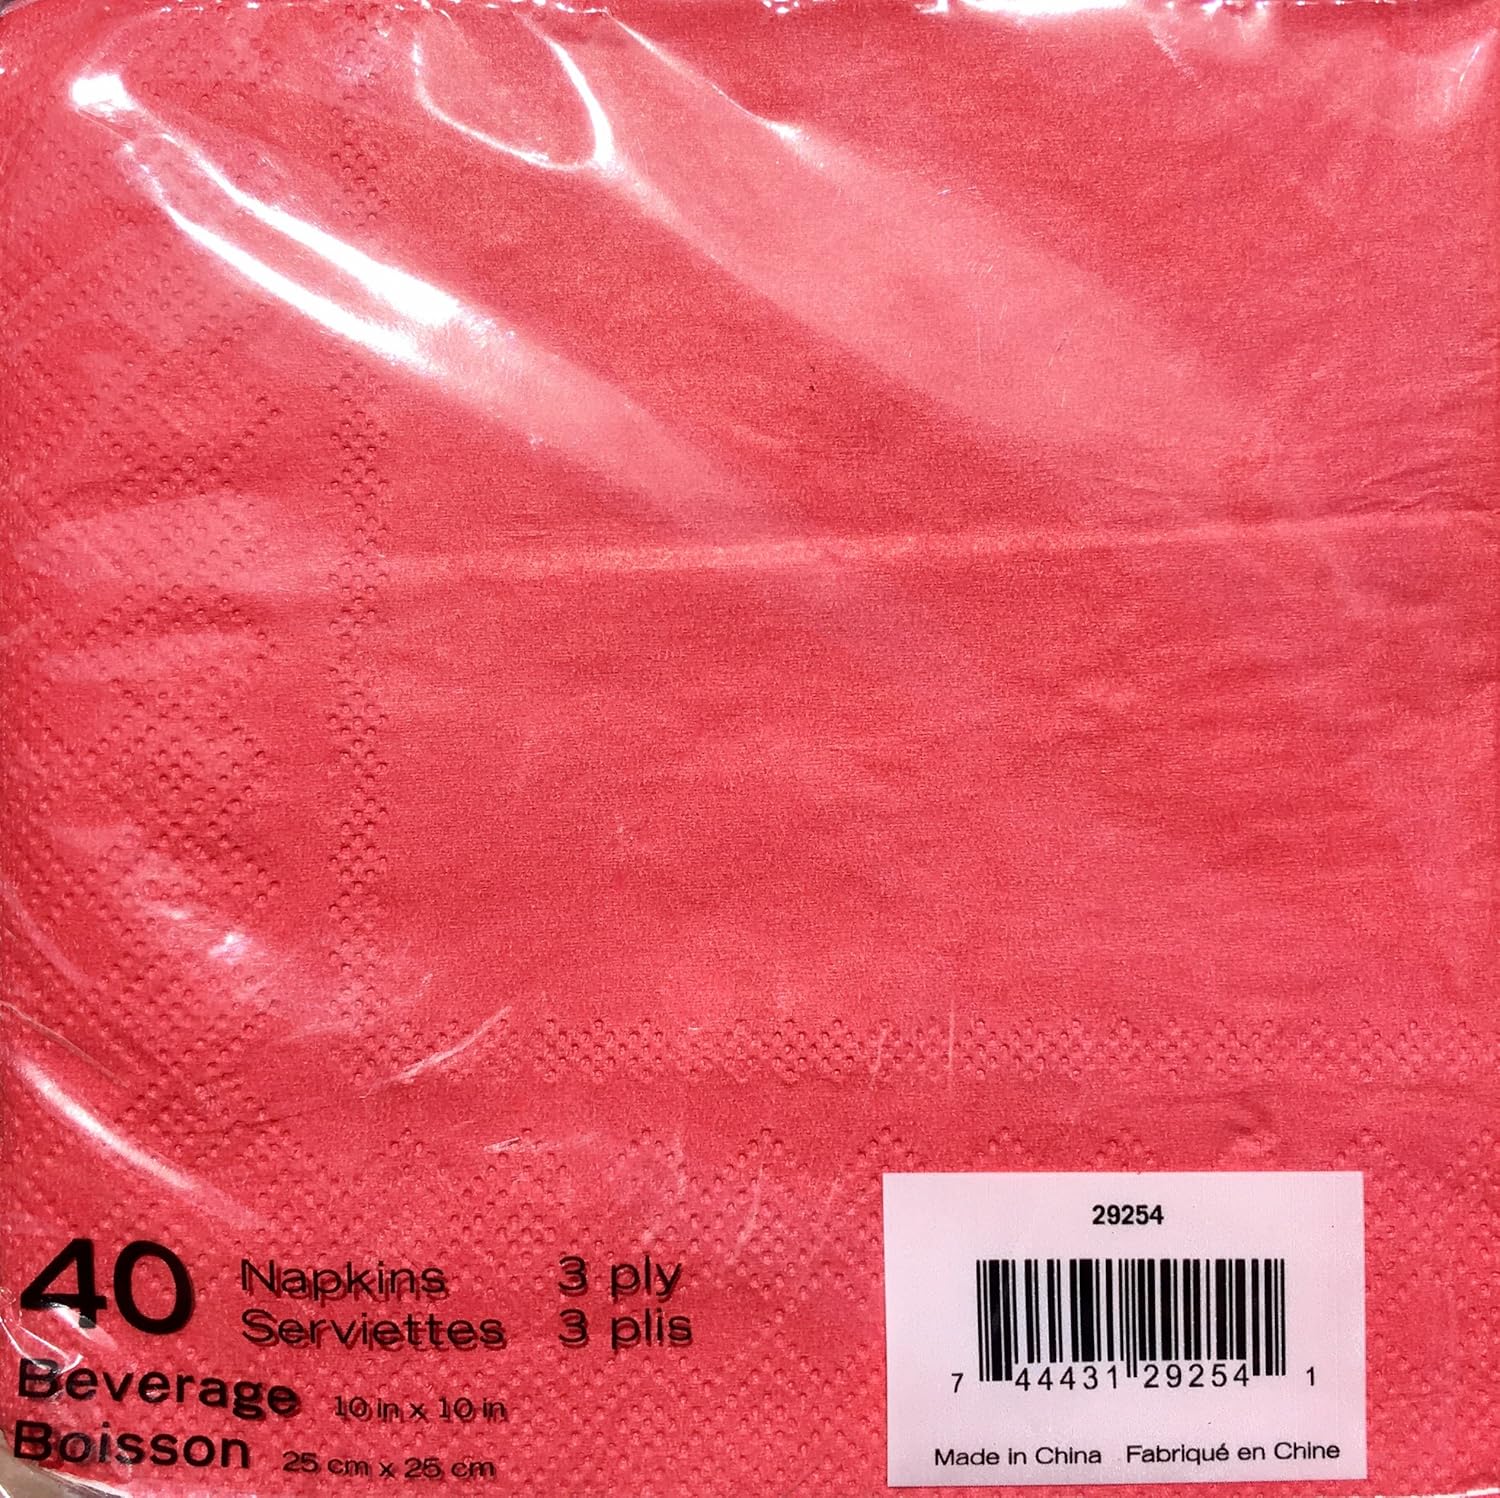 40 Napkins 3 ply
Serviettes 3 plis
Beverage 10 in x 10 in
Boisson 25 cm x 25 cm
29254
7 44431 29254 1
Made in China Fabriqué en Chine